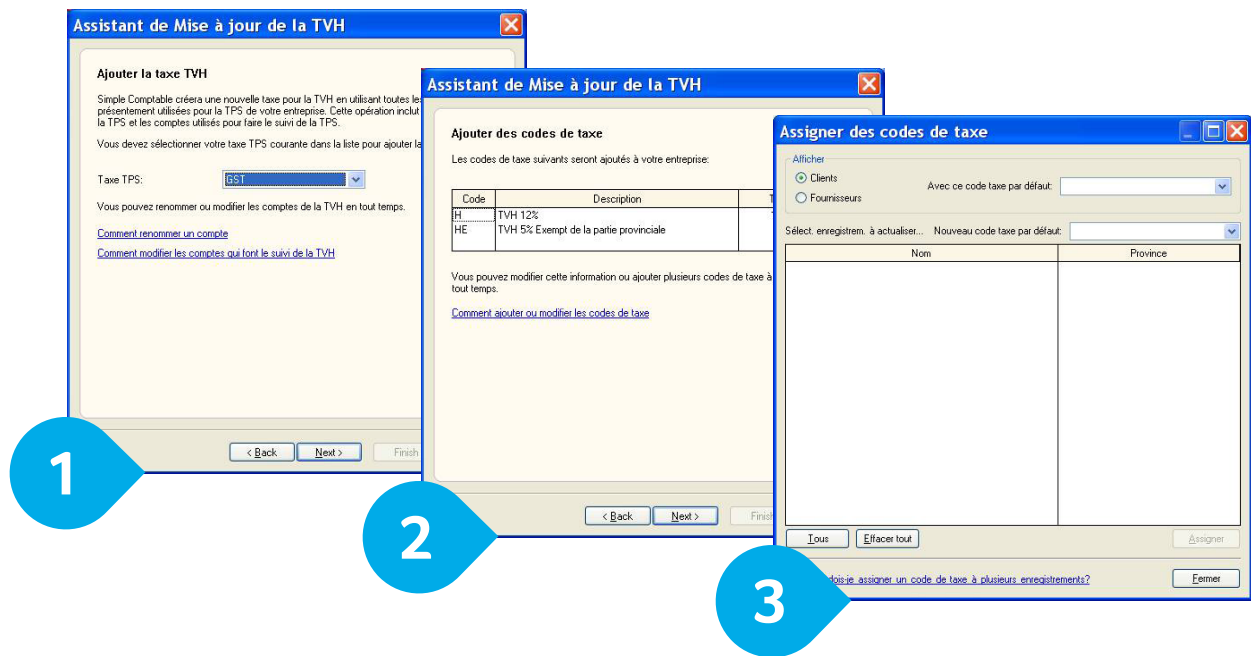 Assistant de Mise à jour de la TVH
Ajouter la taxe TVH
Simple Comptable créera une nouvelle taxe pour la TVH en utilisant toutes les
présentement utilisées pour la TPS de votre entreprise. Cette opération inclut
la TPS et les comptes utilisés pour faire le suivi de la TPS.
Vous devez sélectionner votre taxe TPS courante dans la liste pour ajouter la
Taxe TPS: GST
Vous pouvez renommer ou modifier les comptes de la TVH en tout temps.
Comment renommer un compte
Comment modifier les comptes qui font le suivi de la TVH
< Back Next > Finish
1
Assistant de Mise à jour de la TVH
Ajouter des codes de taxe
Les codes de taxe suivants seront ajoutés à votre entreprise:
Code Description
H TVH 12%
HE TVH 5% Exempt de la partie provinciale
Vous pouvez modifier cette information ou ajouter plusieurs codes de taxe à
tout temps.
Comment ajouter ou modifier les codes de taxe
< Back Next > Finish
2
Assigner des codes de taxe
Afficher
Clients
Fournisseurs
Avec ce code taxe par défaut:
Sélect. enregistrem. à actualiser... Nouveau code taxe par défaut:
Nom Province
Tous Effacer tout Assigner
dois-je assigner un code de taxe à plusieurs enregistrements? Fermer
3